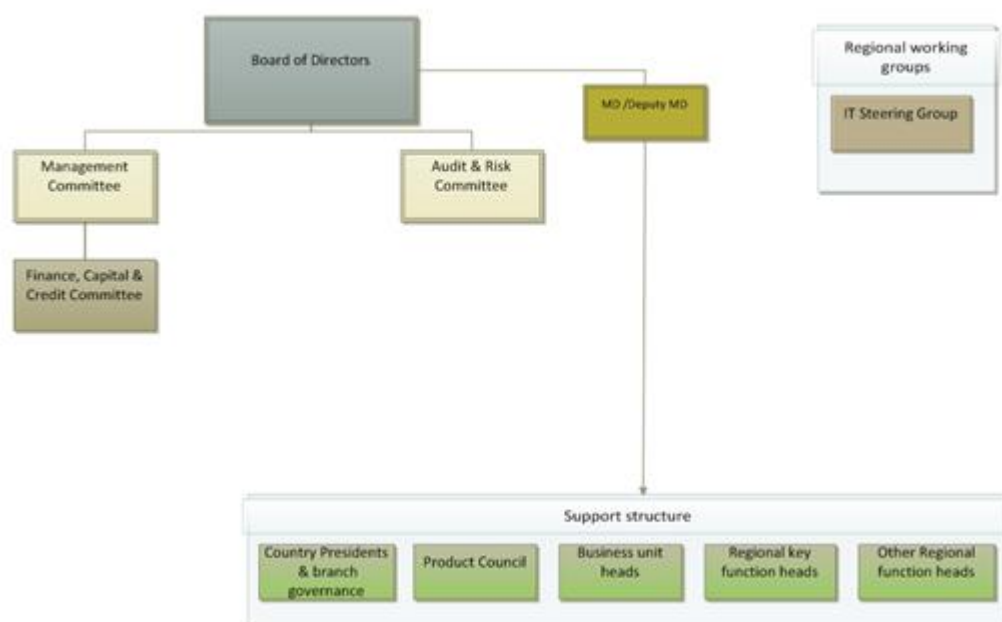 Board of Directors
MD /Deputy MD
Regional working
groups
IT Steering Group
Management
Committee
Audit & Risk
Committee
Finance, Capital &
Credit Committee
Support structure
Country Presidents
& branch
governance
Product Council
Business unit
heads
Regional key
function heads
Other Regional
function heads